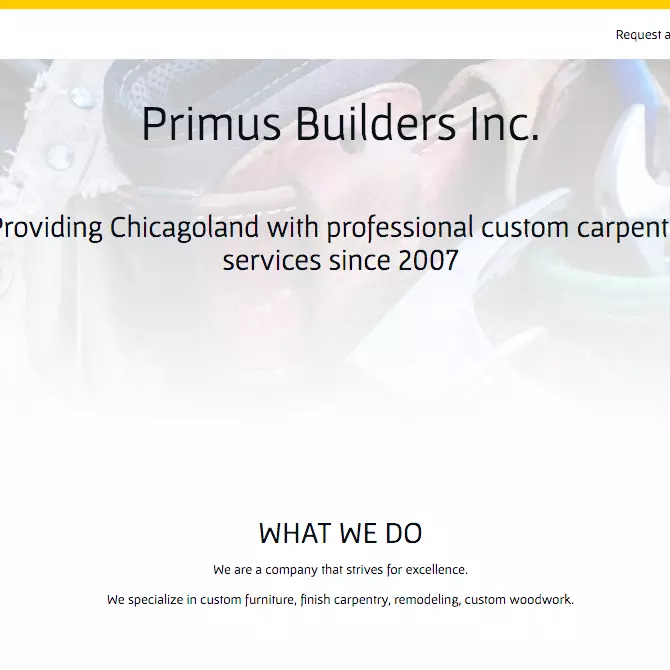 Request a
Primus Builders Inc.
Providing Chicagoland with professional custom carpent
services since 2007
WHAT WE DO
We are a company that strives for excellence.
We specialize in custom furniture, finish carpentry, remodeling, custom woodwork.